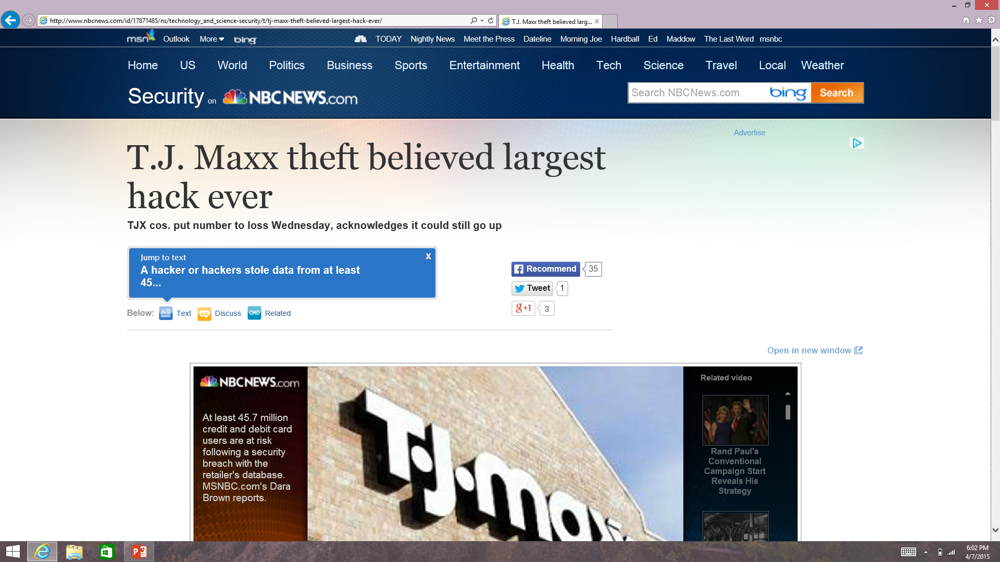 http://www.nbcnews.com/id/17871485/ns/technology_and_science-security/t/tj-maxx-theft-believed-largest-hack-ever/
T.J. Maxx theft believed larg...
msn Outlook More bing TODAY Nightly News Meet the Press Dateline Morning Joe Hardball Ed Maddow The Last Word msnbc
Home US World Politics Business Sports Entertainment Health Tech Science Travel Local Weather
Security on NBCNEWS.com
Search NBCNews.com bing Search
Advertise
T.J. Maxx theft believed largest
hack ever
TJX cos. put number to loss Wednesday, acknowledges it could still go up
Jump to text x
A hacker or hackers stole data from at least
45...
Below: Text Discuss Related
Recommend 35
Tweet 1
g+1 3
Open in new window
NBCNEWS.com
At least 45.7 million
credit and debit card
users are at risk
following a security
breach with the
retailer's database.
MSNBC.com's Dara
Brown reports.
T.J.max
Related video
Rand Paul's
Conventional
Campaign Start
Reveals His
Strategy
6:02 PM
4/7/2015